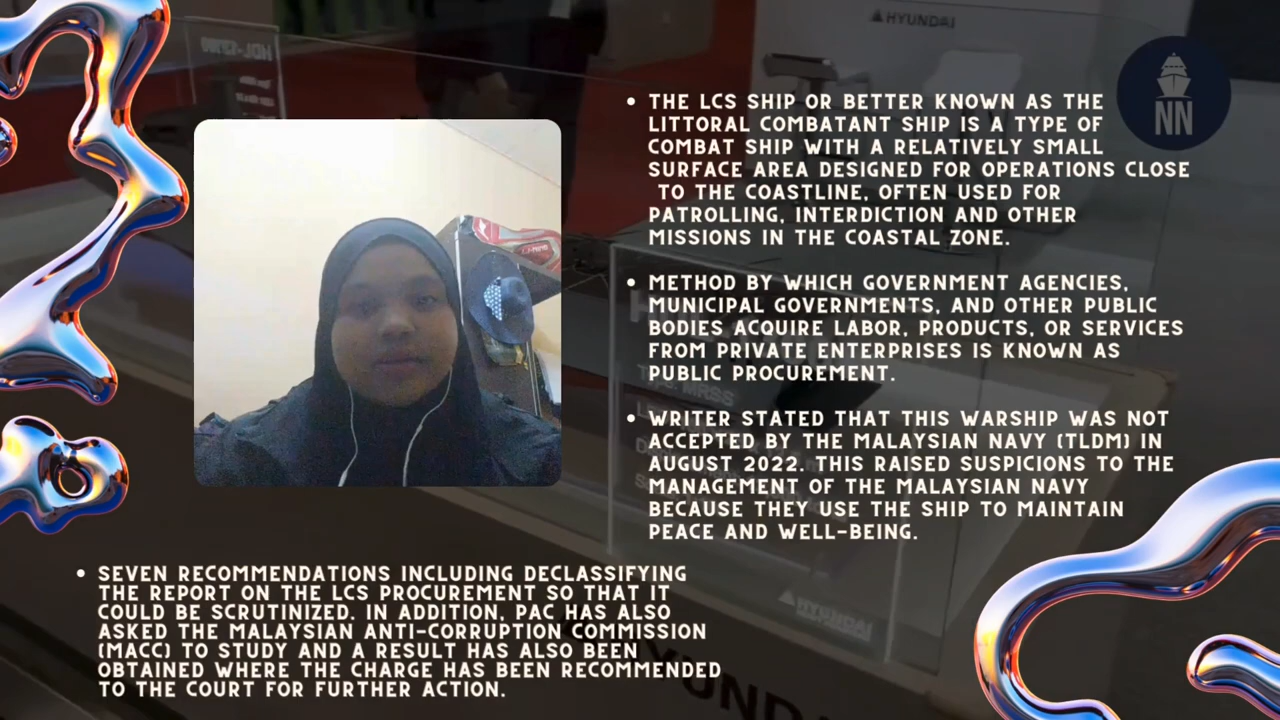 HYUNDAI
NN
THE LCS SHIP OR BETTER KNOWN AS THE
LITTORAL COMBATANT SHIP IS A TYPE OF
COMBAT SHIP WITH A RELATIVELY SMALL
SURFACE AREA DESIGNED FOR OPERATIONS CLOSE
TO THE COASTLINE, OFTEN USED FOR
PATROLLING, INTERDICTION AND OTHER
MISSIONS IN THE COASTAL ZONE.
METHOD BY WHICH GOVERNMENT AGENCIES,
MUNICIPAL GOVERNMENTS, AND OTHER PUBLIC
BODIES ACQUIRE LABOR, PRODUCTS, OR SERVICES
FROM PRIVATE ENTERPRISES IS KNOWN AS
PUBLIC PROCUREMENT.
WRITER STATED THAT THIS WARSHIP WAS NOT
ACCEPTED BY THE MALAYSIAN NAVY (TLDM) IN
AUGUST 2022. THIS RAISED SUSPICIONS TO THE
MANAGEMENT OF THE MALAYSIAN NAVY
BECAUSE THEY USE THE SHIP TO MAINTAIN
PEACE AND WELL-BEING.
SEVEN RECOMMENDATIONS INCLUDING DECLASSIFYING
THE REPORT ON THE LCS PROCUREMENT SO THAT IT
COULD BE SCRUTINIZED. IN ADDITION, PAC HAS ALSO
ASKED THE MALAYSIAN ANTI-CORRUPTION COMMISSION
(MACC) TO STUDY AND A RESULT HAS ALSO BEEN
OBTAINED WHERE THE CHARGE HAS BEEN RECOMMENDED
TO THE COURT FOR FURTHER ACTION.
HYUNDAI